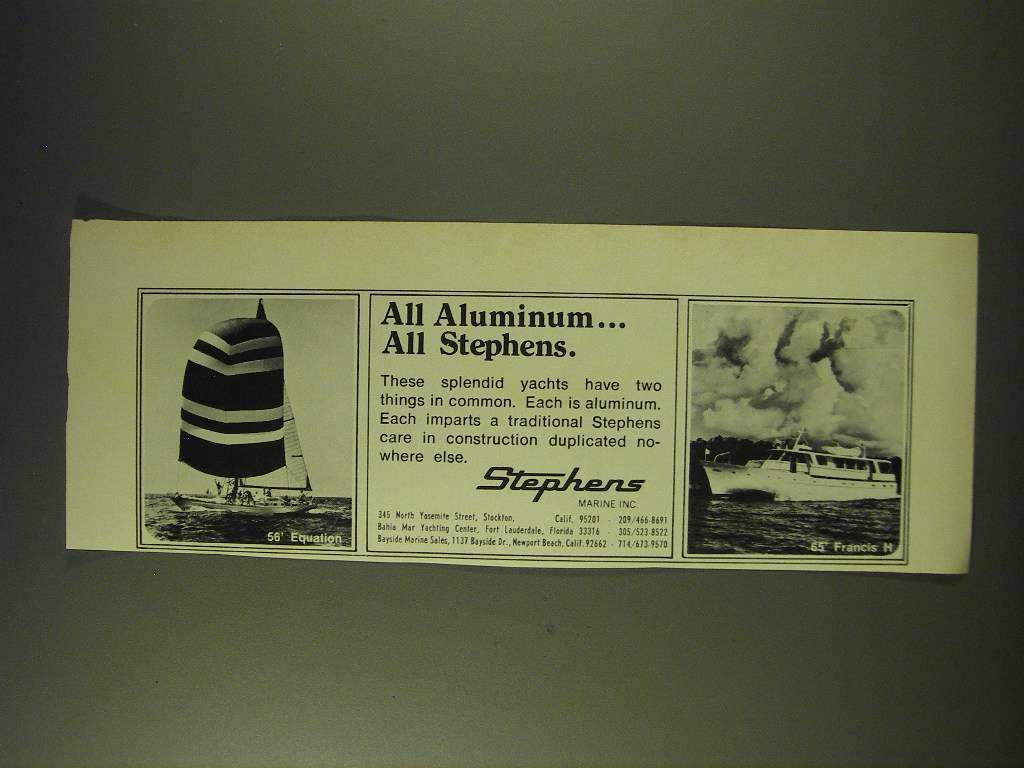 56' Equation
All Aluminum...
All Stephens.
These splendid yachts have two
things in common. Each is aluminum.
Each imparts a traditional Stephens
care in construction duplicated no-
where else.
Stephens
MARINE INC.
345 North Yosemite Street, Stockton, Calif. 95201 - 209/466-8691
Bahia Mar Yachting Center, Fort Lauderdale, Florida 33316 - 305/523-8522
Bayside Marine Sales, 1137 Bayside Dr., Newport Beach, Calif. 92662 - 714/673-9570
65' Francis H